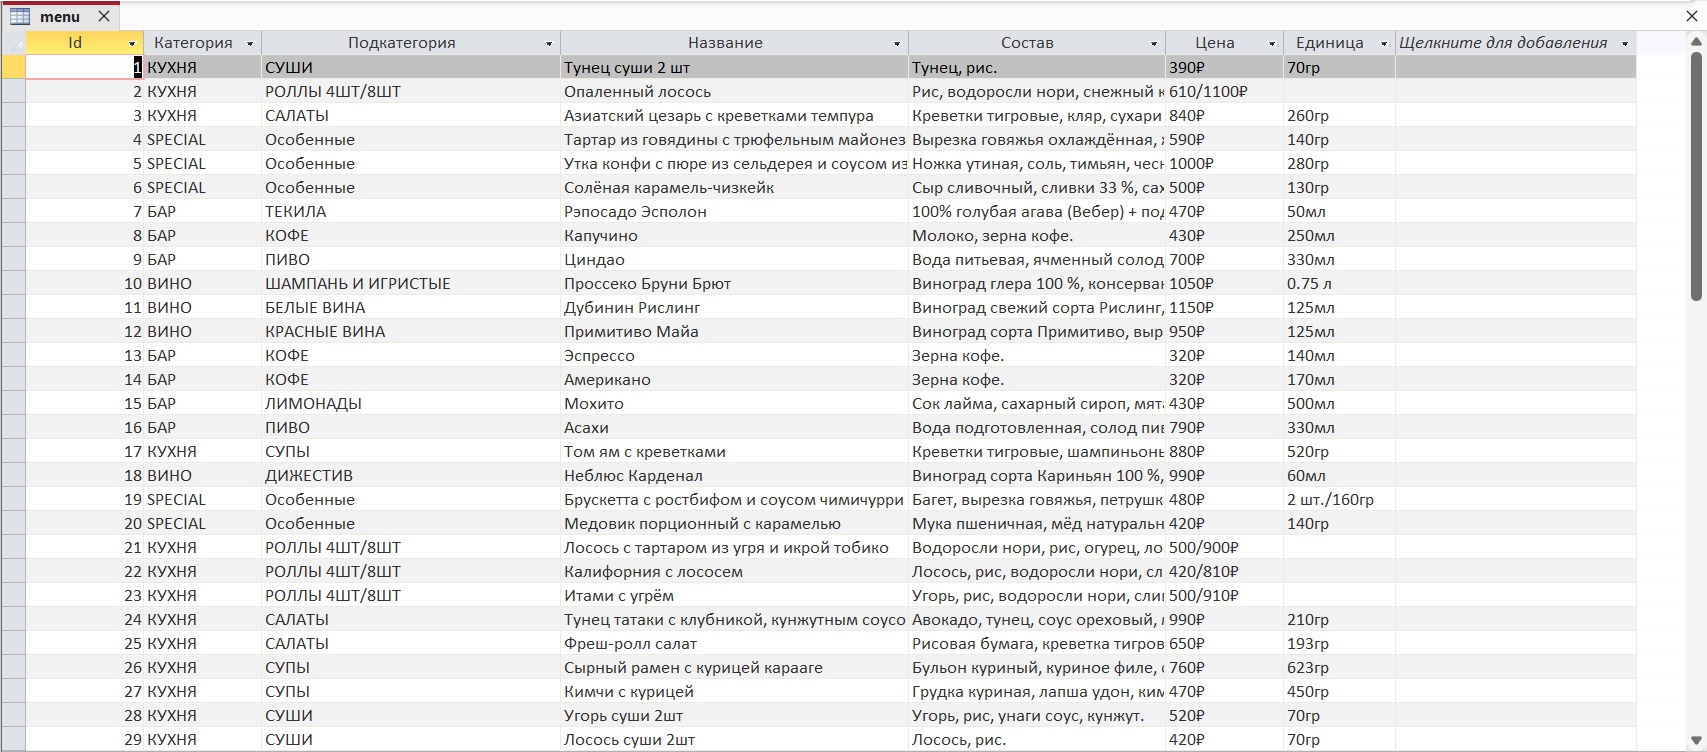 menu
Id Категория Подкатегория Название Состав Цена Единица Щелкните для добавления
1 КУХНЯ СУШИ Тунец суши 2 шт Тунец, рис. 390₽ 70гр
2 КУХНЯ РОЛЛЫ 4ШТ/8ШТ Опаленный лосось Рис, водоросли нори, снежный к 610/1100₽
3 КУХНЯ САЛАТЫ Азиатский цезарь с креветками темпура Креветки тигровые, кляр, сухари 840₽ 260гр
4 SPECIAL Особенные Тартар из говядины с трюфельным майонез Вырезка говяжья охлаждённая, 590₽ 140гр
5 SPECIAL Особенные Утка конфи с пюре из сельдерея и соусом из Ножка утиная, соль, тимьян, чесн 1000₽ 280гр
6 SPECIAL Особенные Солёная карамель-чизкейк Сыр сливочный, сливки 33 %, сах 500₽ 130гр
7 БАР ТЕКИЛА Рэпосадо Эсполон 100% голубая агава (Вебер) + под 470₽ 50мл
8 БАР КОФЕ Капучино Молоко, зерна кофе. 430₽ 250мл
9 БАР ПИВО Циндао Вода питьевая, ячменный солод 700₽ 330мл
10 ВИНО ШАМПАНЬ И ИГРИСТЫЕ Проссеко Бруни Брют Виноград глера 100 %, консерван 1050₽ 0.75 л
11 ВИНО БЕЛЫЕ ВИНА Дубинин Рислинг Виноград свежий сорта Рислинг, 1150₽ 125мл
12 ВИНО КРАСНЫЕ ВИНА Примитиво Майа Виноград сорта Примитиво, выр 950₽ 125мл
13 БАР КОФЕ Эспрессо Зерна кофе. 320₽ 140мл
14 БАР КОФЕ Американо Зерна кофе. 320₽ 170мл
15 БАР ЛИМОНАДЫ Мохито Сок лайма, сахарный сироп, мята 430₽ 500мл
16 БАР ПИВО Асахи Вода подготовленная, солод пив 790₽ 330мл
17 КУХНЯ СУПЫ Том ям с креветками Креветки тигровые, шампиньоны 880₽ 520гр
18 ВИНО ДИЖЕСТИВ Неблюс Карденал Виноград сорта Кариньян 100 %, 990₽ 60мл
19 SPECIAL Особенные Брускетта с ростбифом и соусом чимичурри Багет, вырезка говяжья, петрушк 480₽ 2 шт./160гр
20 SPECIAL Особенные Медовик порционный с карамелью Мука пшеничная, мёд натуральн 420₽ 140гр
21 КУХНЯ РОЛЛЫ 4ШТ/8ШТ Лосось с тартаром из угря и икрой тобико Водоросли нори, рис, огурец, ло 500/900₽
22 КУХНЯ РОЛЛЫ 4ШТ/8ШТ Калифорния с лососем Лосось, рис, водоросли нори, сл 420/810₽
23 КУХНЯ РОЛЛЫ 4ШТ/8ШТ Итами с угрём Угорь, рис, водоросли нори, сли 500/910₽
24 КУХНЯ САЛАТЫ Тунец татаки с клубникой, кунжутным соусо Авокадо, тунец, соус ореховый, 990₽ 210гр
25 КУХНЯ САЛАТЫ Фреш-ролл салат Рисовая бумага, креветка тигров 650₽ 193гр
26 КУХНЯ СУПЫ Сырный рамен с курицей карааге Бульон куриный, куриное филе, 760₽ 623гр
27 КУХНЯ СУПЫ Кимчи с курицей Грудка куриная, лапша удон, ким 470₽ 450гр
28 КУХНЯ СУШИ Угорь суши 2шт Угорь, рис, унаги соус, кунжут. 520₽ 70гр
29 КУХНЯ СУШИ Лосось суши 2шт Лосось, рис. 420₽ 70гр